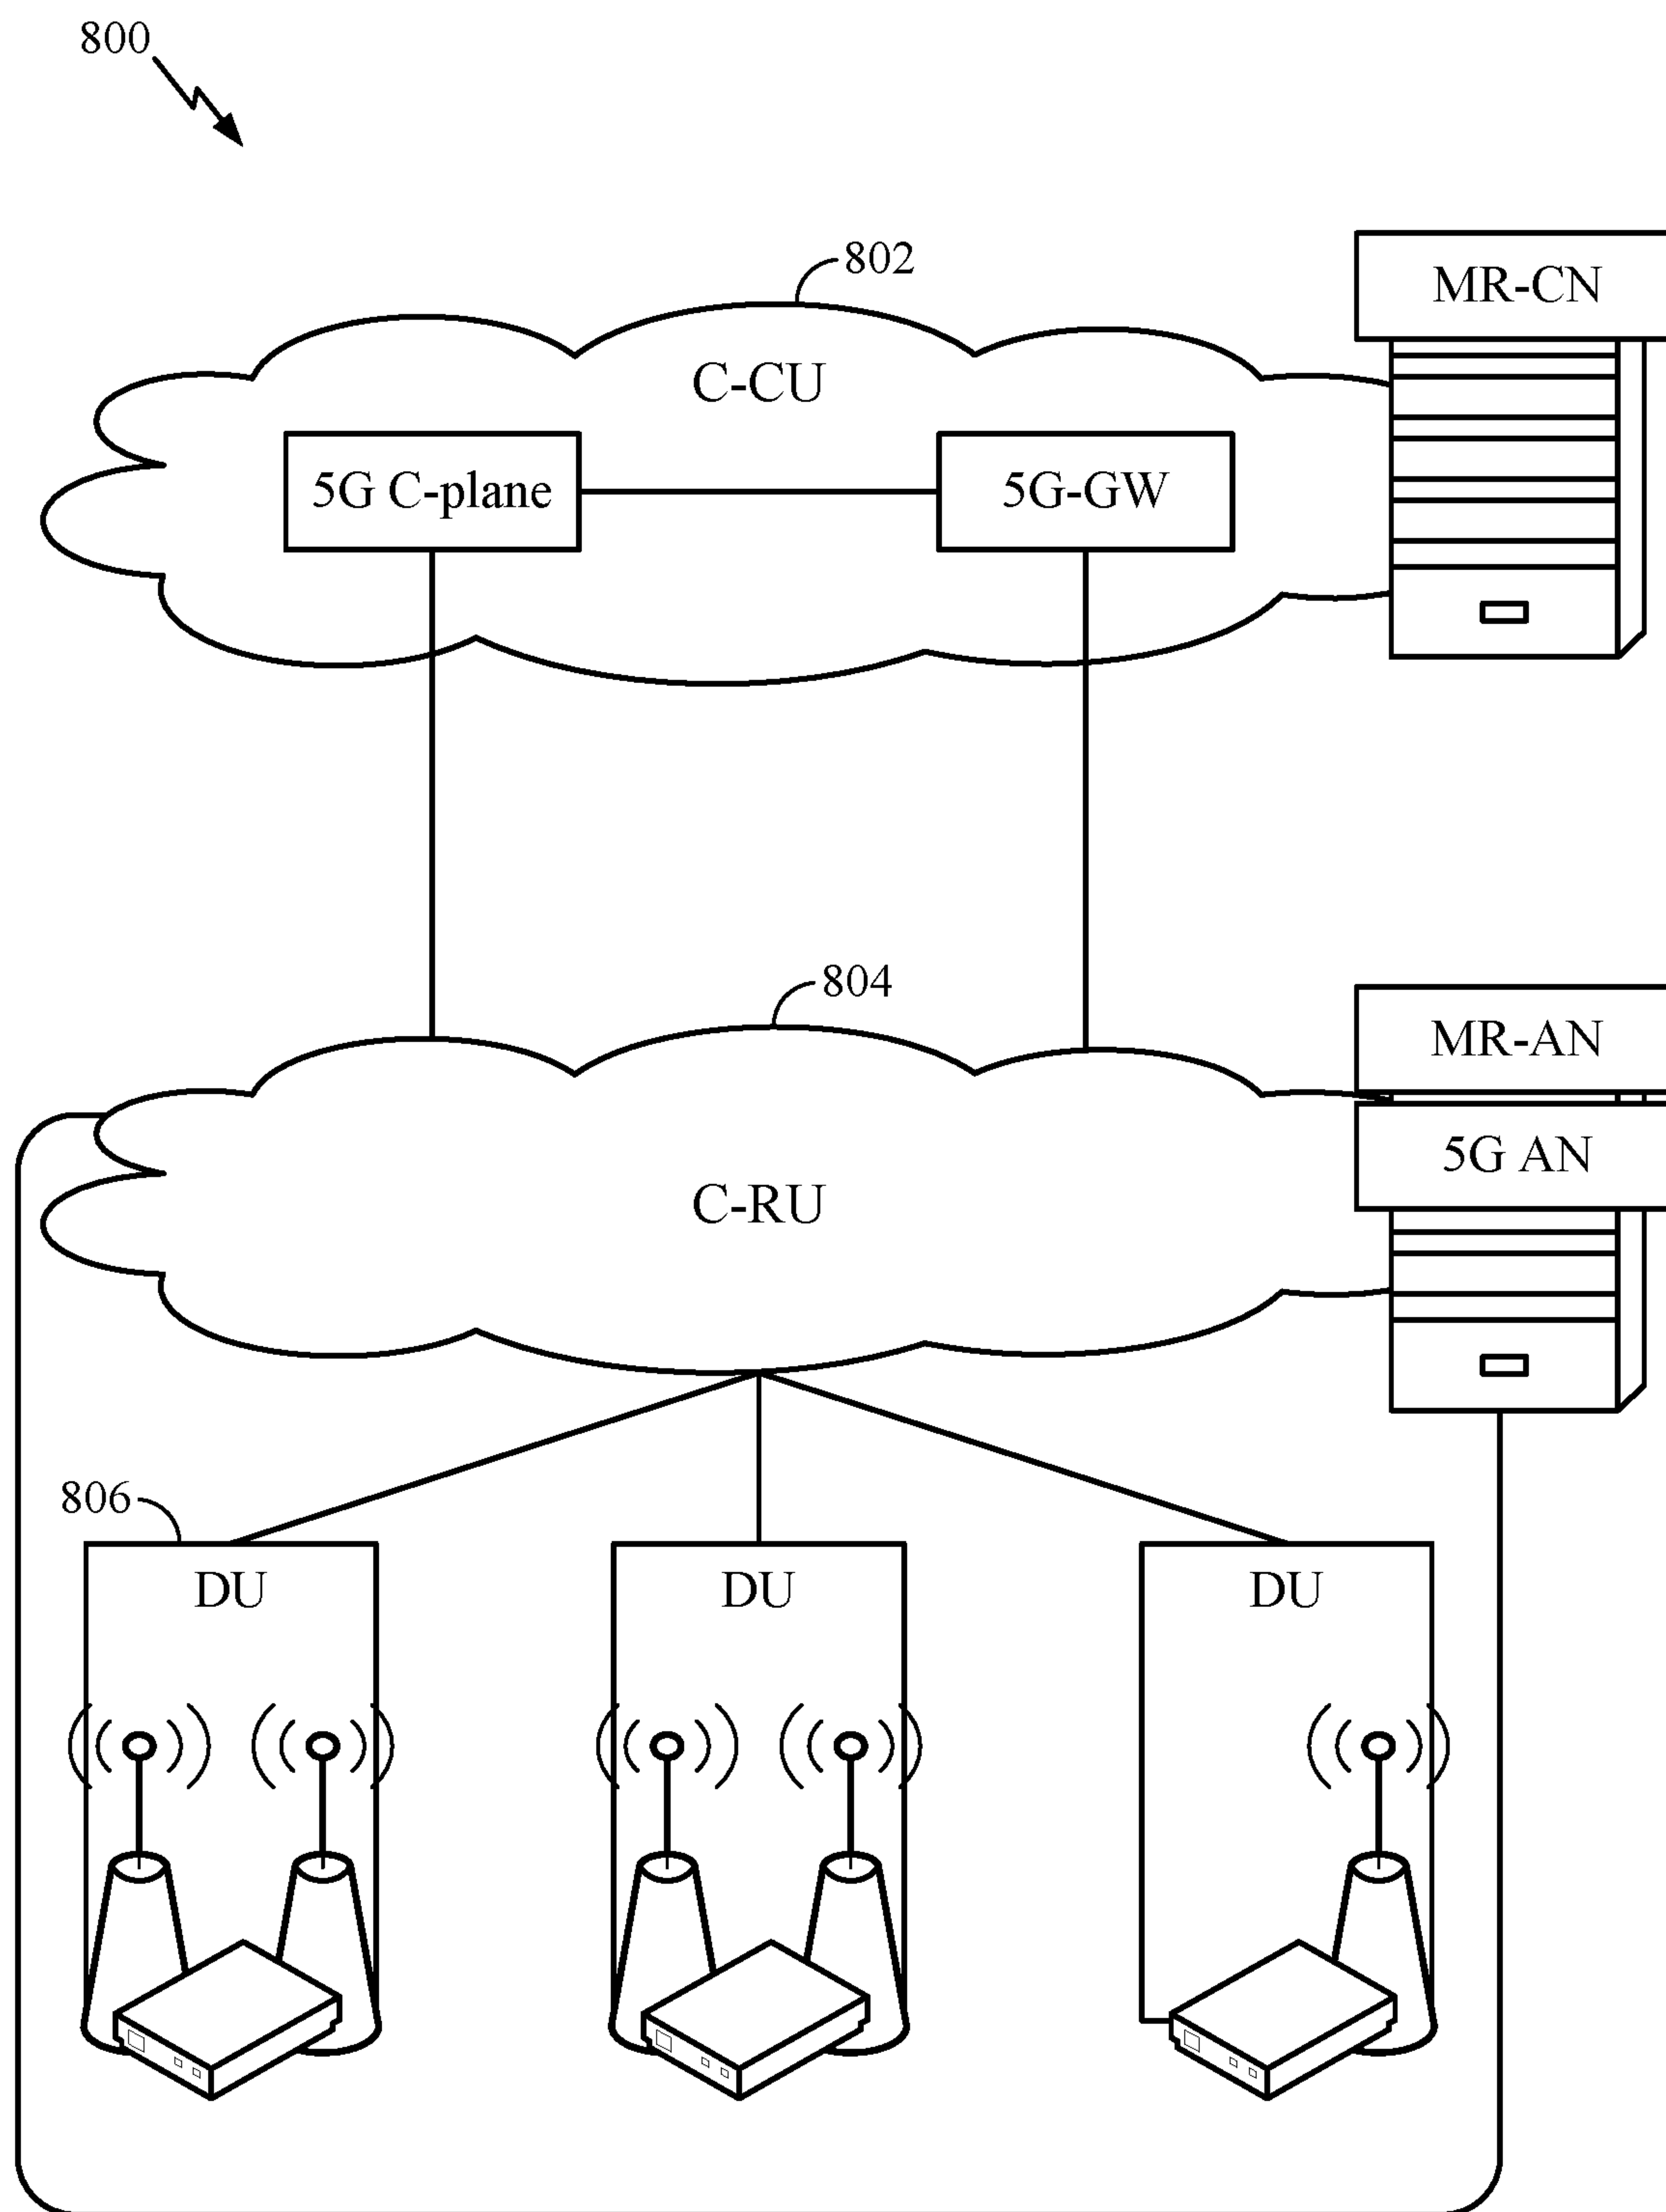 800
802
MR-CN
C-CU
5G C-plane
5G-GW
804
MR-AN
5G AN
C-RU
806
DU
DU
DU